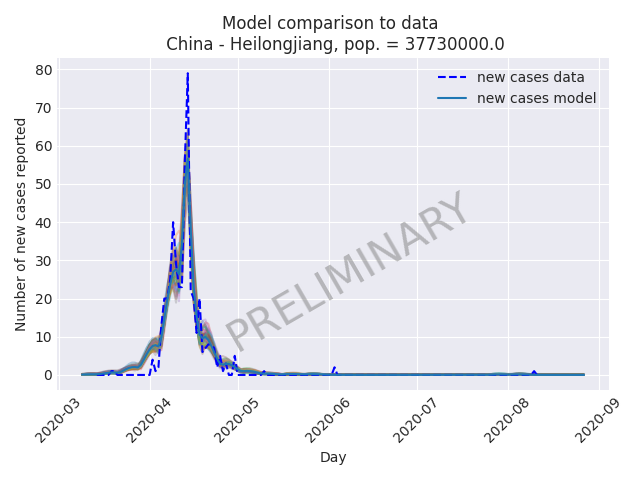 Model comparison to data
China - Heilongjiang, pop. = 37730000.0
new cases data
new cases model
80
70
60
50
40
30
20
10
0
Number of new cases reported
PRELIMINARY
2020-03
2020-04
2020-05
2020-06
2020-07
2020-08
2020-09
Day